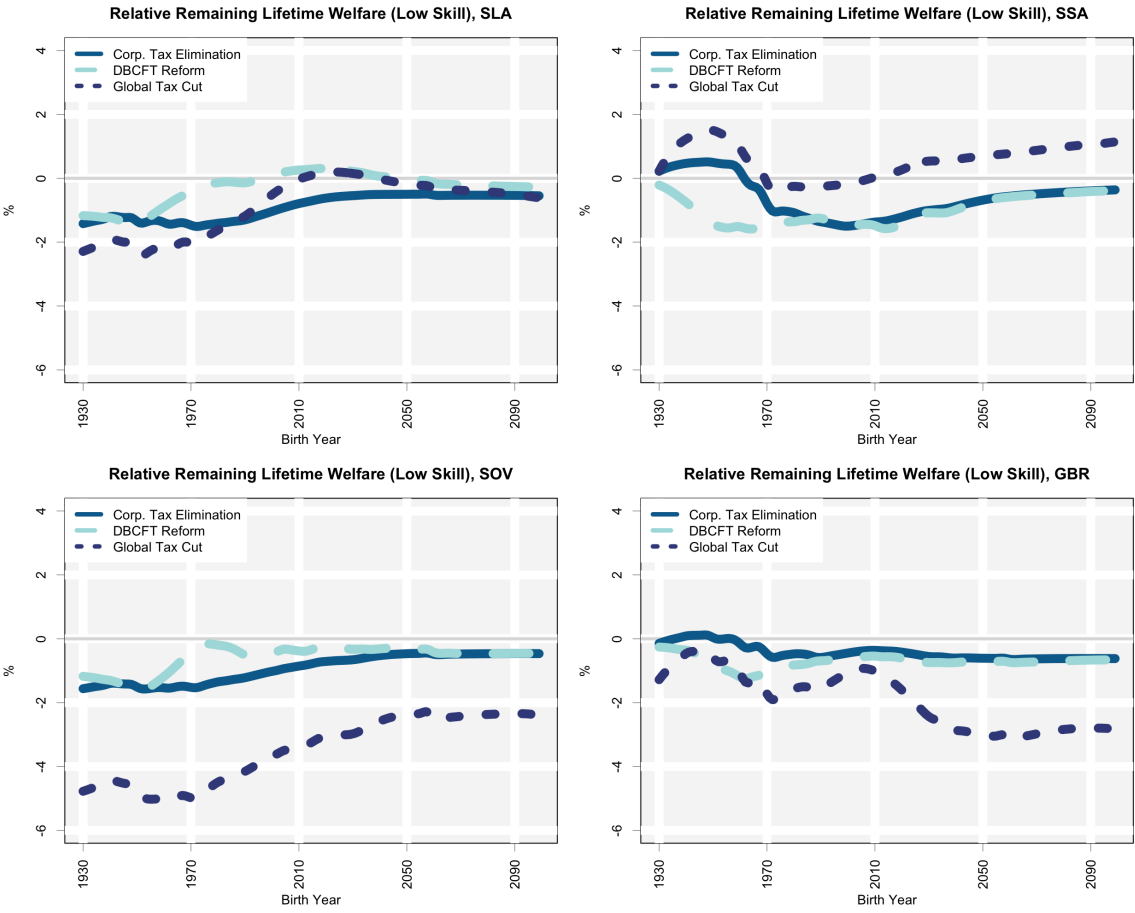 Relative Remaining Lifetime Welfare (Low Skill), SLA
Corp. Tax Elimination
DBCFT Reform
Global Tax Cut
4
2
0
-2
-4
-6
%
1930
1970
2010
2050
2090
Birth Year
Relative Remaining Lifetime Welfare (Low Skill), SSA
Corp. Tax Elimination
DBCFT Reform
Global Tax Cut
4
2
0
-2
-4
-6
%
1930
1970
2010
2050
2090
Birth Year
Relative Remaining Lifetime Welfare (Low Skill), SOV
Corp. Tax Elimination
DBCFT Reform
Global Tax Cut
4
2
0
-2
-4
-6
%
1930
1970
2010
2050
2090
Birth Year
Relative Remaining Lifetime Welfare (Low Skill), GBR
Corp. Tax Elimination
DBCFT Reform
Global Tax Cut
4
2
0
-2
-4
-6
%
1930
1970
2010
2050
2090
Birth Year